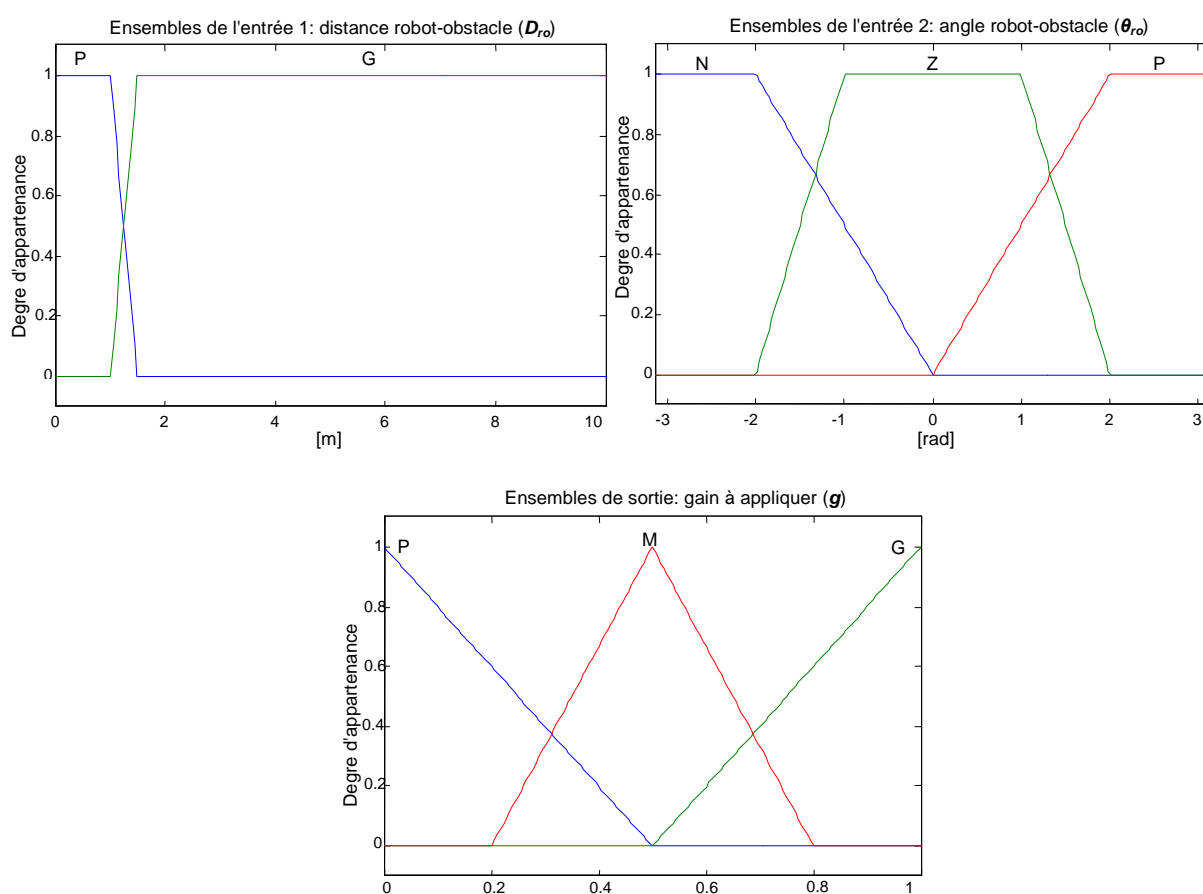 Ensembles de l'entrée 1: distance robot-obstacle (Dro)
P
G
Degre d'appartenance
1
0.8
0.6
0.4
0.2
0
0 2 4 6 8 10
[m]
Ensembles de l'entrée 2: angle robot-obstacle (θro)
N
Z
P
Degre d'appartenance
1
0.8
0.6
0.4
0.2
0
-3 -2 -1 0 1 2 3
[rad]
Ensembles de sortie: gain à appliquer (g)
P
M
G
Degre d'appartenance
1
0.8
0.6
0.4
0.2
0
0 0.2 0.4 0.6 0.8 1